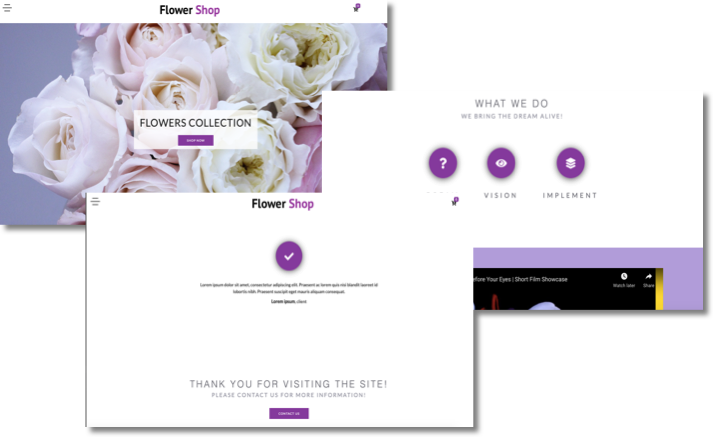 Flower Shop
FLOWERS COLLECTION
SHOP NOW
WHAT WE DO
WE BRING THE DREAM ALIVE!
?
VISION
IMPLEMENT
efore Your Eyes | Short Film Showcase
Watch later
Share
Flower Shop
Lorem ipsum dolor sit amet, consectetur adipiscing elit. Praesent ac lorem quis nisl blandit laoreet id
lobortis nibh. Praesent suscipit eget mauris aliquam consequat.
Lorem ipsum,
THANK YOU FOR VISITING THE SITE!
PLEASE CONTACT US FOR MORE INFORMATION!
CONTACT US